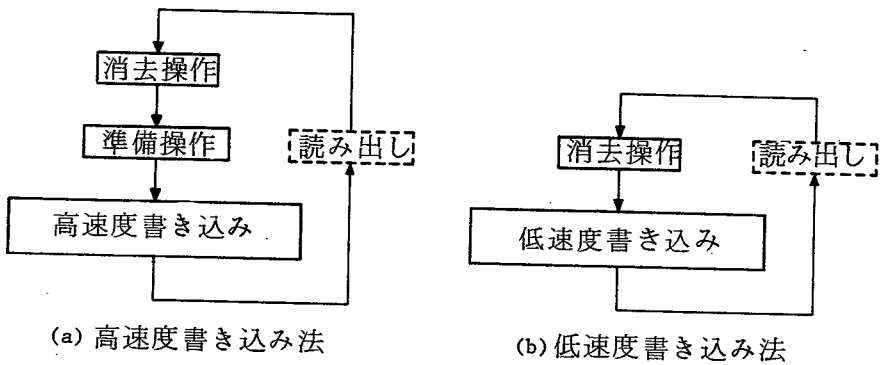 消去操作
準備操作
読み出し
高速度書き込み
(a) 高速度書き込み法
消去操作
読み出し
低速度書き込み
(b) 低速度書き込み法